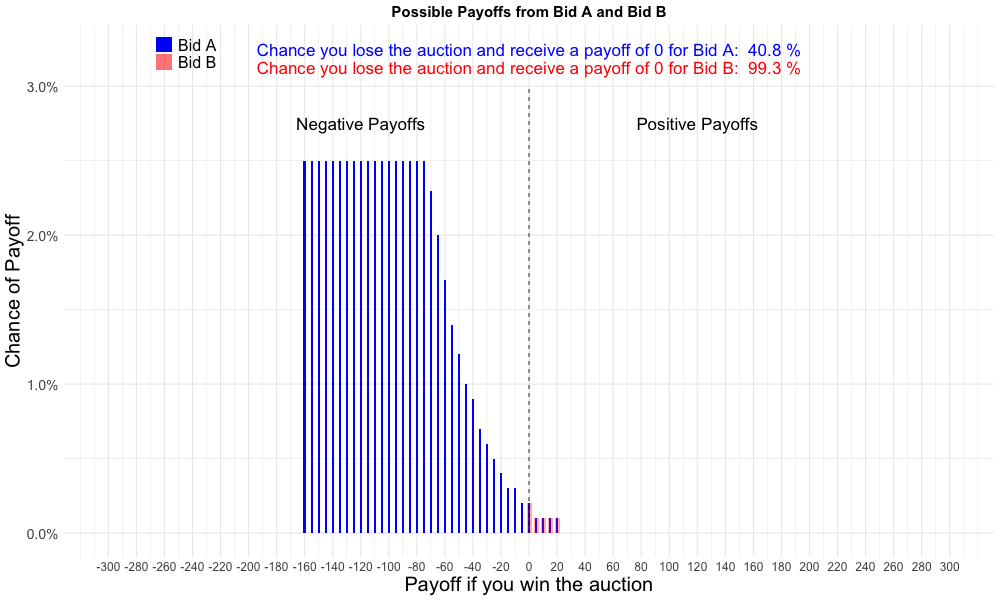 Possible Payoffs from Bid A and Bid B
Bid A
Bid B
Chance you lose the auction and receive a payoff of 0 for Bid A: 40.8 %
Chance you lose the auction and receive a payoff of 0 for Bid B: 99.3 %
Negative Payoffs
Positive Payoffs
Chance of Payoff
3.0%
2.0%
1.0%
0.0%
-300 -280 -260 -240 -220 -200 -180 -160 -140 -120 -100 -80 -60 -40 -20 0 20 40 60 80 100 120 140 160 180 200 220 240 260 280 300
Payoff if you win the auction